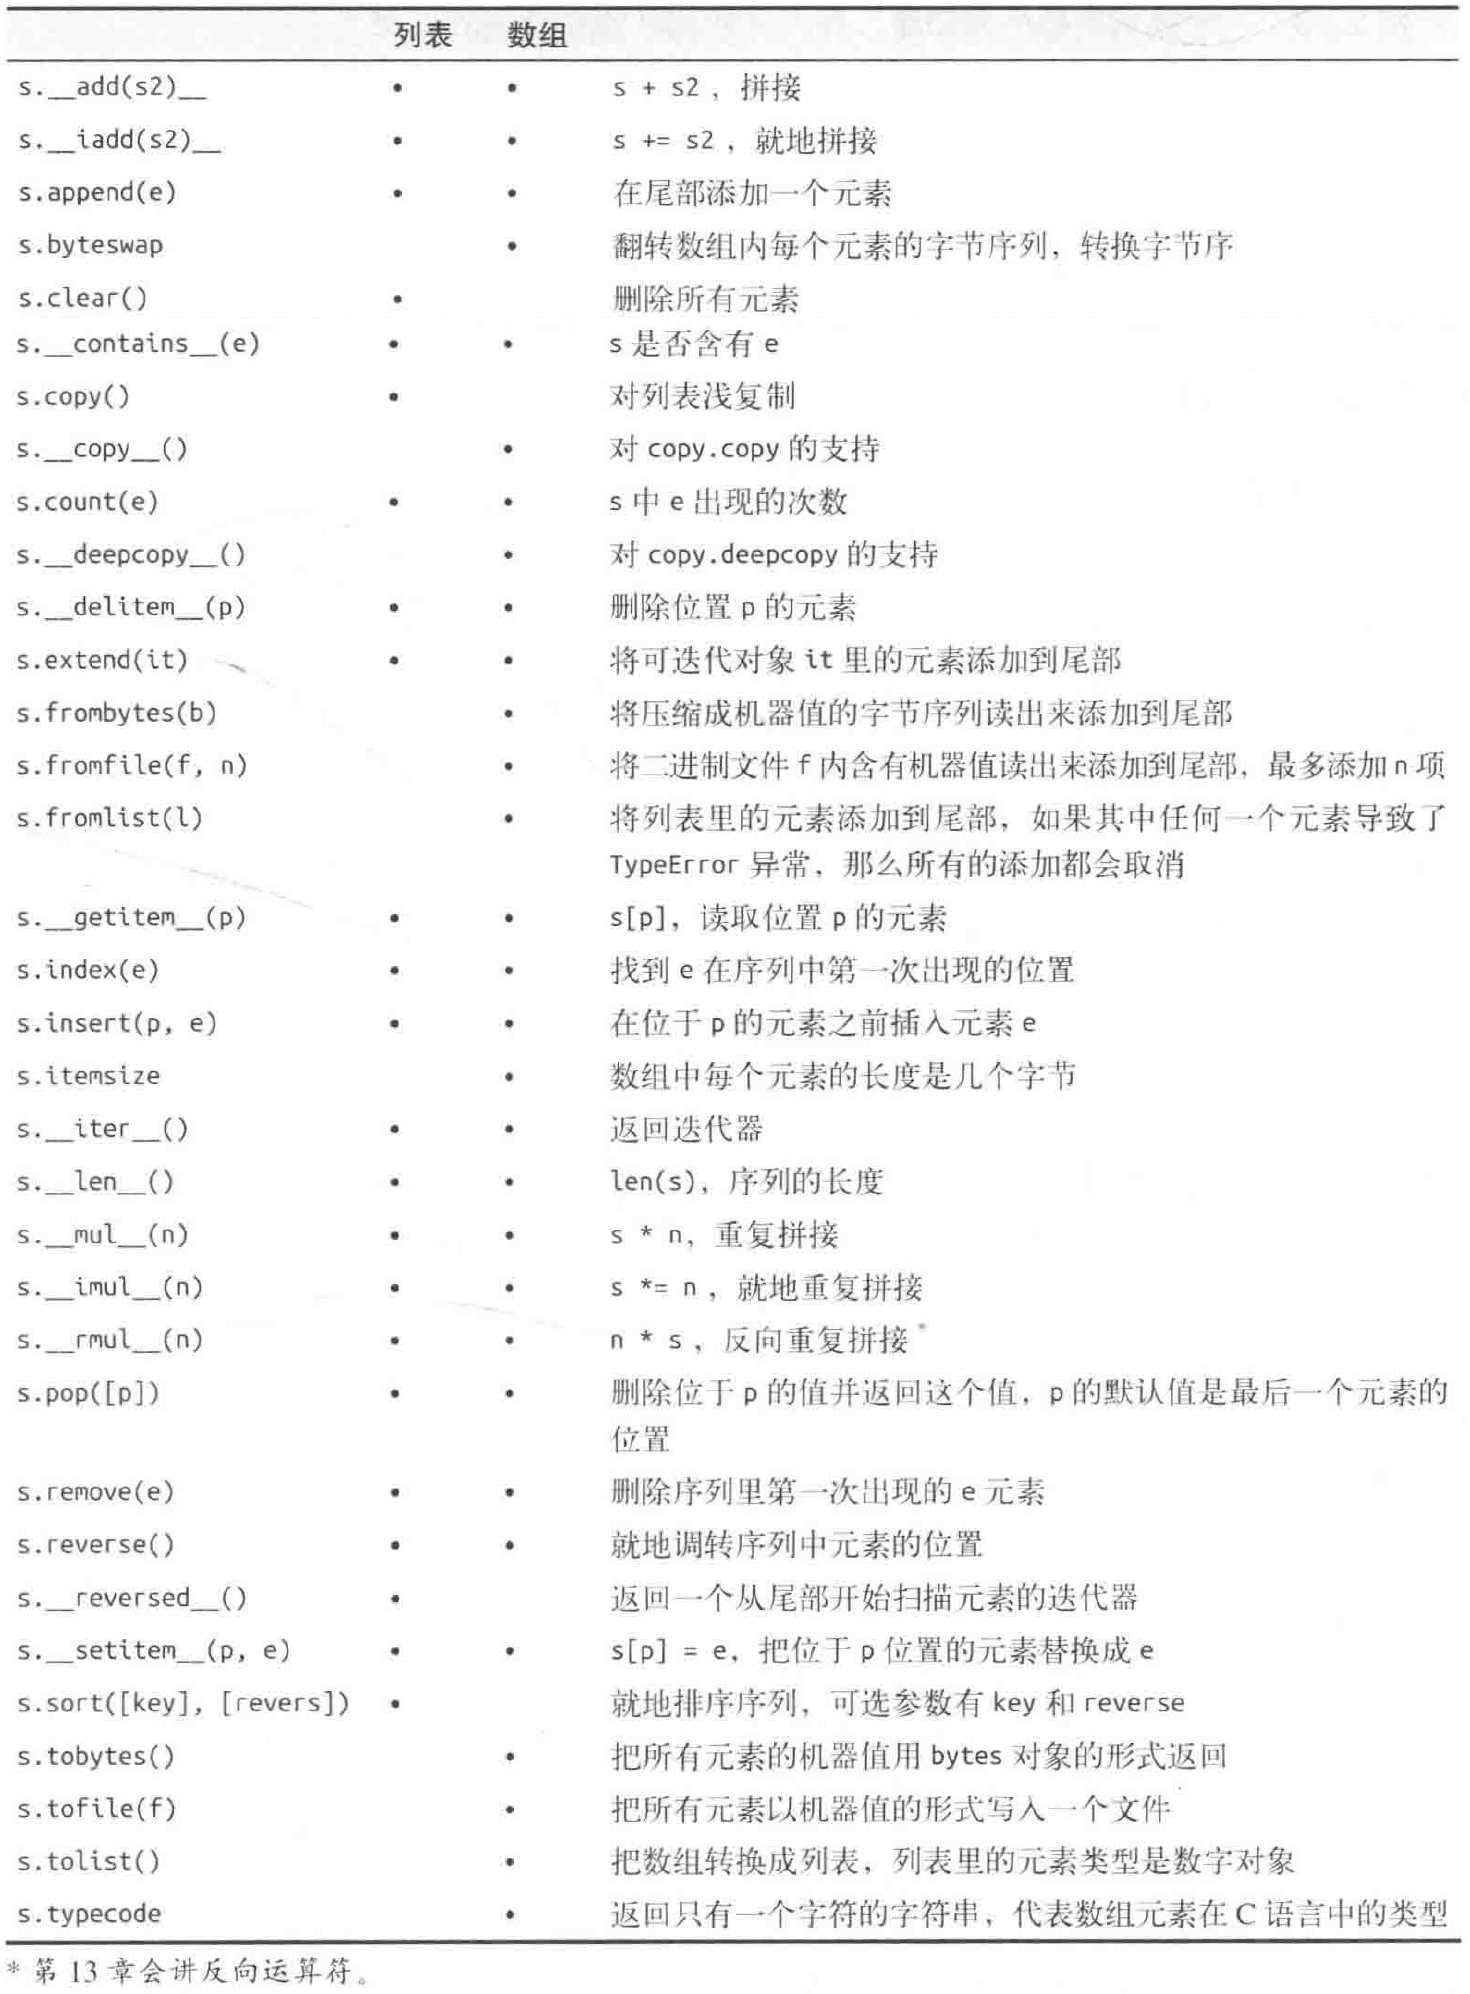 列表 数组
s.__add(s2)__ • • s + s2 ，拼接
s.__iadd(s2)__ • • s += s2 ，就地拼接
s.append(e) • • 在尾部添加一个元素
s.byteswap • 翻转数组内每个元素的字节序列，转换字节序
s.clear() • 删除所有元素
s.__contains__(e) • • s 是否含有 e
s.copy() • 对列表浅复制
s.__copy__() • 对 copy.copy 的支持
s.count(e) • • s 中 e 出现的次数
s.__deepcopy__() • 对 copy.deepcopy 的支持
s.__delitem__(p) • • 删除位置 p 的元素
s.extend(it) • • 将可迭代对象 it 里的元素添加到尾部
s.frombytes(b) • 将压缩成机器值的字节序列读出来添加到尾部
s.fromfile(f, n) • 将二进制文件 f 内含有机器值读出来添加到尾部，最多添加 n 项
s.fromlist(l) • 将列表里的元素添加到尾部，如果其中任何一个元素导致了
TypeError 异常，那么所有的添加都会取消
s.__getitem__(p) • • s[p]，读取位置 p 的元素
s.index(e) • • 找到 e 在序列中第一次出现的位置
s.insert(p, e) • • 在位于 p 的元素之前插入元素 e
s.itemsize • 数组中每个元素的长度是几个字节
s.__iter__() • • 返回迭代器
s.__len__() • • len(s)，序列的长度
s.__mul__(n) • • s * n，重复拼接
s.__imul__(n) • • s *= n ，就地重复拼接
s.__rmul__(n) • • n * s ，反向重复拼接*
s.pop([p]) • • 删除位于 p 的值并返回这个值，p 的默认值是最后一个元素的
位置
s.remove(e) • • 删除序列里第一次出现的 e 元素
s.reverse() • • 就地调转序列中元素的位置
s.__reversed__() • 返回一个从尾部开始扫描元素的迭代器
s.__setitem__(p, e) • • s[p] = e，把位于 p 位置的元素替换成 e
s.sort([key], [revers]) • 就地排序序列，可选参数有 key 和 reverse
s.tobytes() • 把所有元素的机器值用 bytes 对象的形式返回
s.tofile(f) • 把所有元素以机器值的形式写入一个文件
s.tolist() • 把数组转换成列表，列表里的元素类型是数字对象
s.typecode • 返回只有一个字符的字符串，代表数组元素在 C 语言中的类型
* 第 13 章会讲反向运算符。